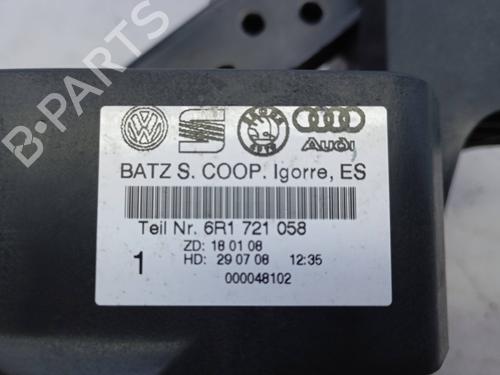 B-PARTS
Audi
BATZ S. COOP. Igorre, ES
Teil Nr. 6R1 721 058
ZD: 18 01 08
1
HD: 29 07 08 12:35
000048102